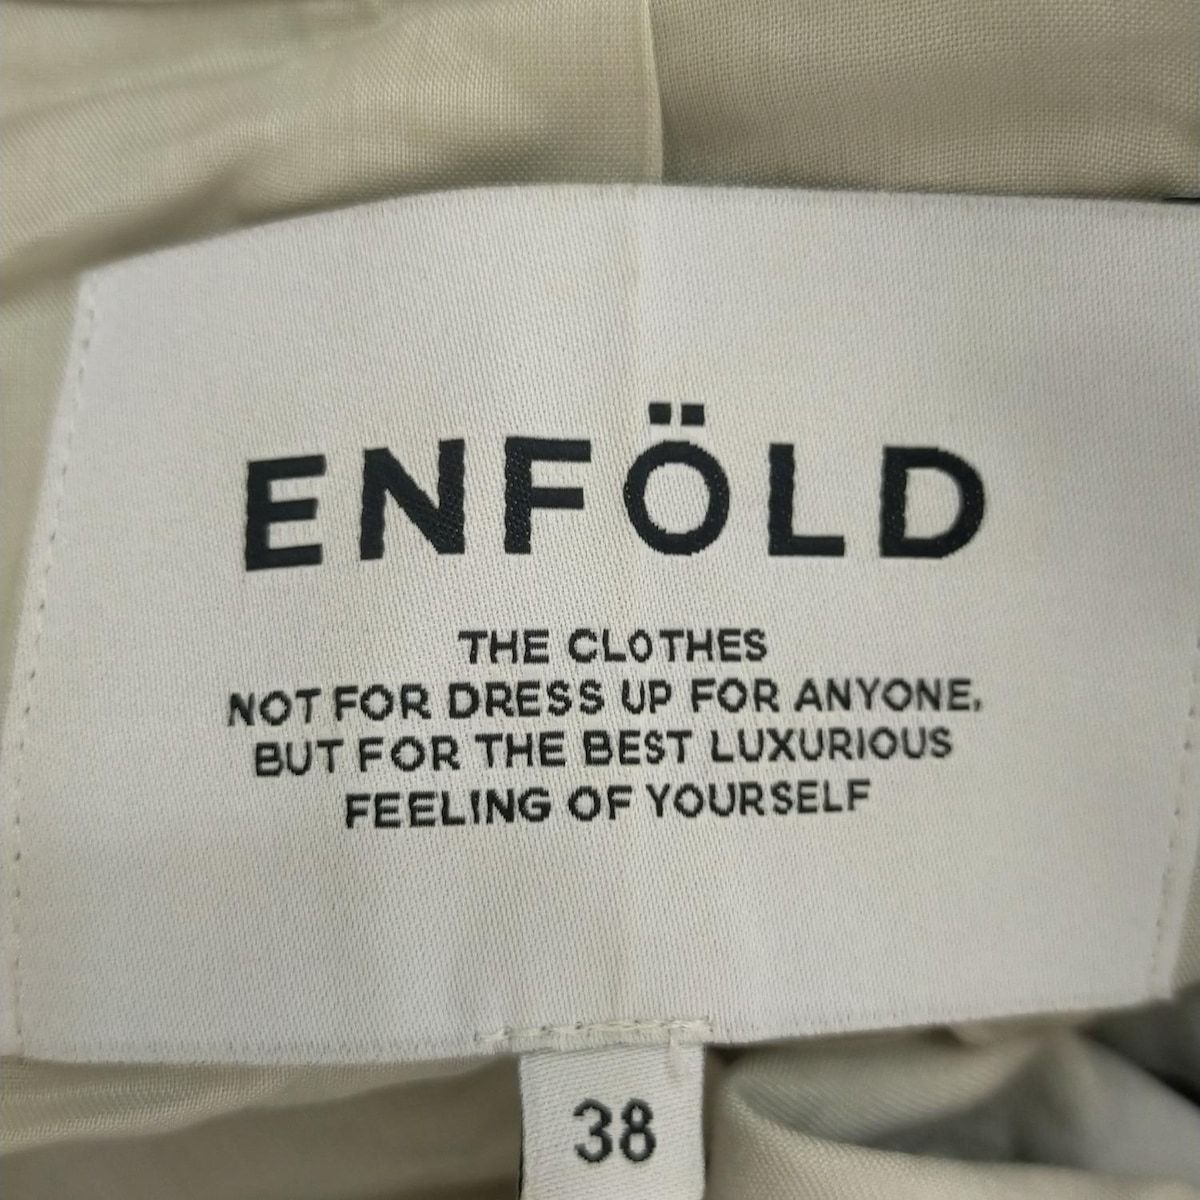 ENFÖLD
THE CLOTHES
NOT FOR DRESS UP FOR ANYONE,
BUT FOR THE BEST LUXURIOUS
FEELING OF YOURSELF
38